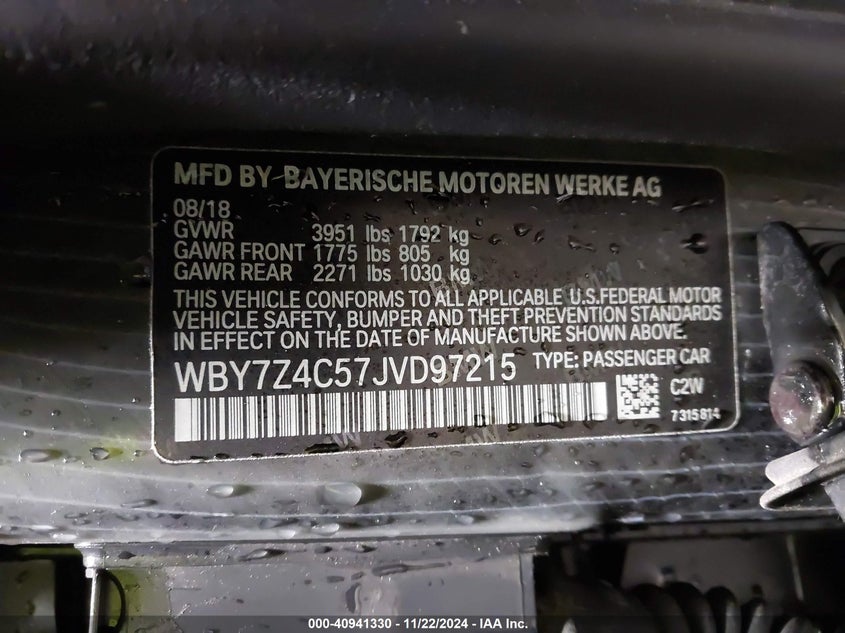 MFD BY BAYERISCHE MOTOREN WERKE AG
08/18
GVWR 3951 lbs 1792 kg
GAWR FRONT 1775 lbs 805 kg
GAWR REAR 2271 lbs 1030 kg
THIS VEHICLE CONFORMS TO ALL APPLICABLE U.S.FEDERAL MOTOR
VEHICLE SAFETY, BUMPER AND THEFT PREVENTION STANDARDS
IN EFFECT ON THE DATE OF MANUFACTURE SHOWN ABOVE.
WBY7Z4C57JVD97215 TYPE: PASSENGER CAR
C2W
7315814
000-40941330 - 11/22/2024 - IAA Inc.